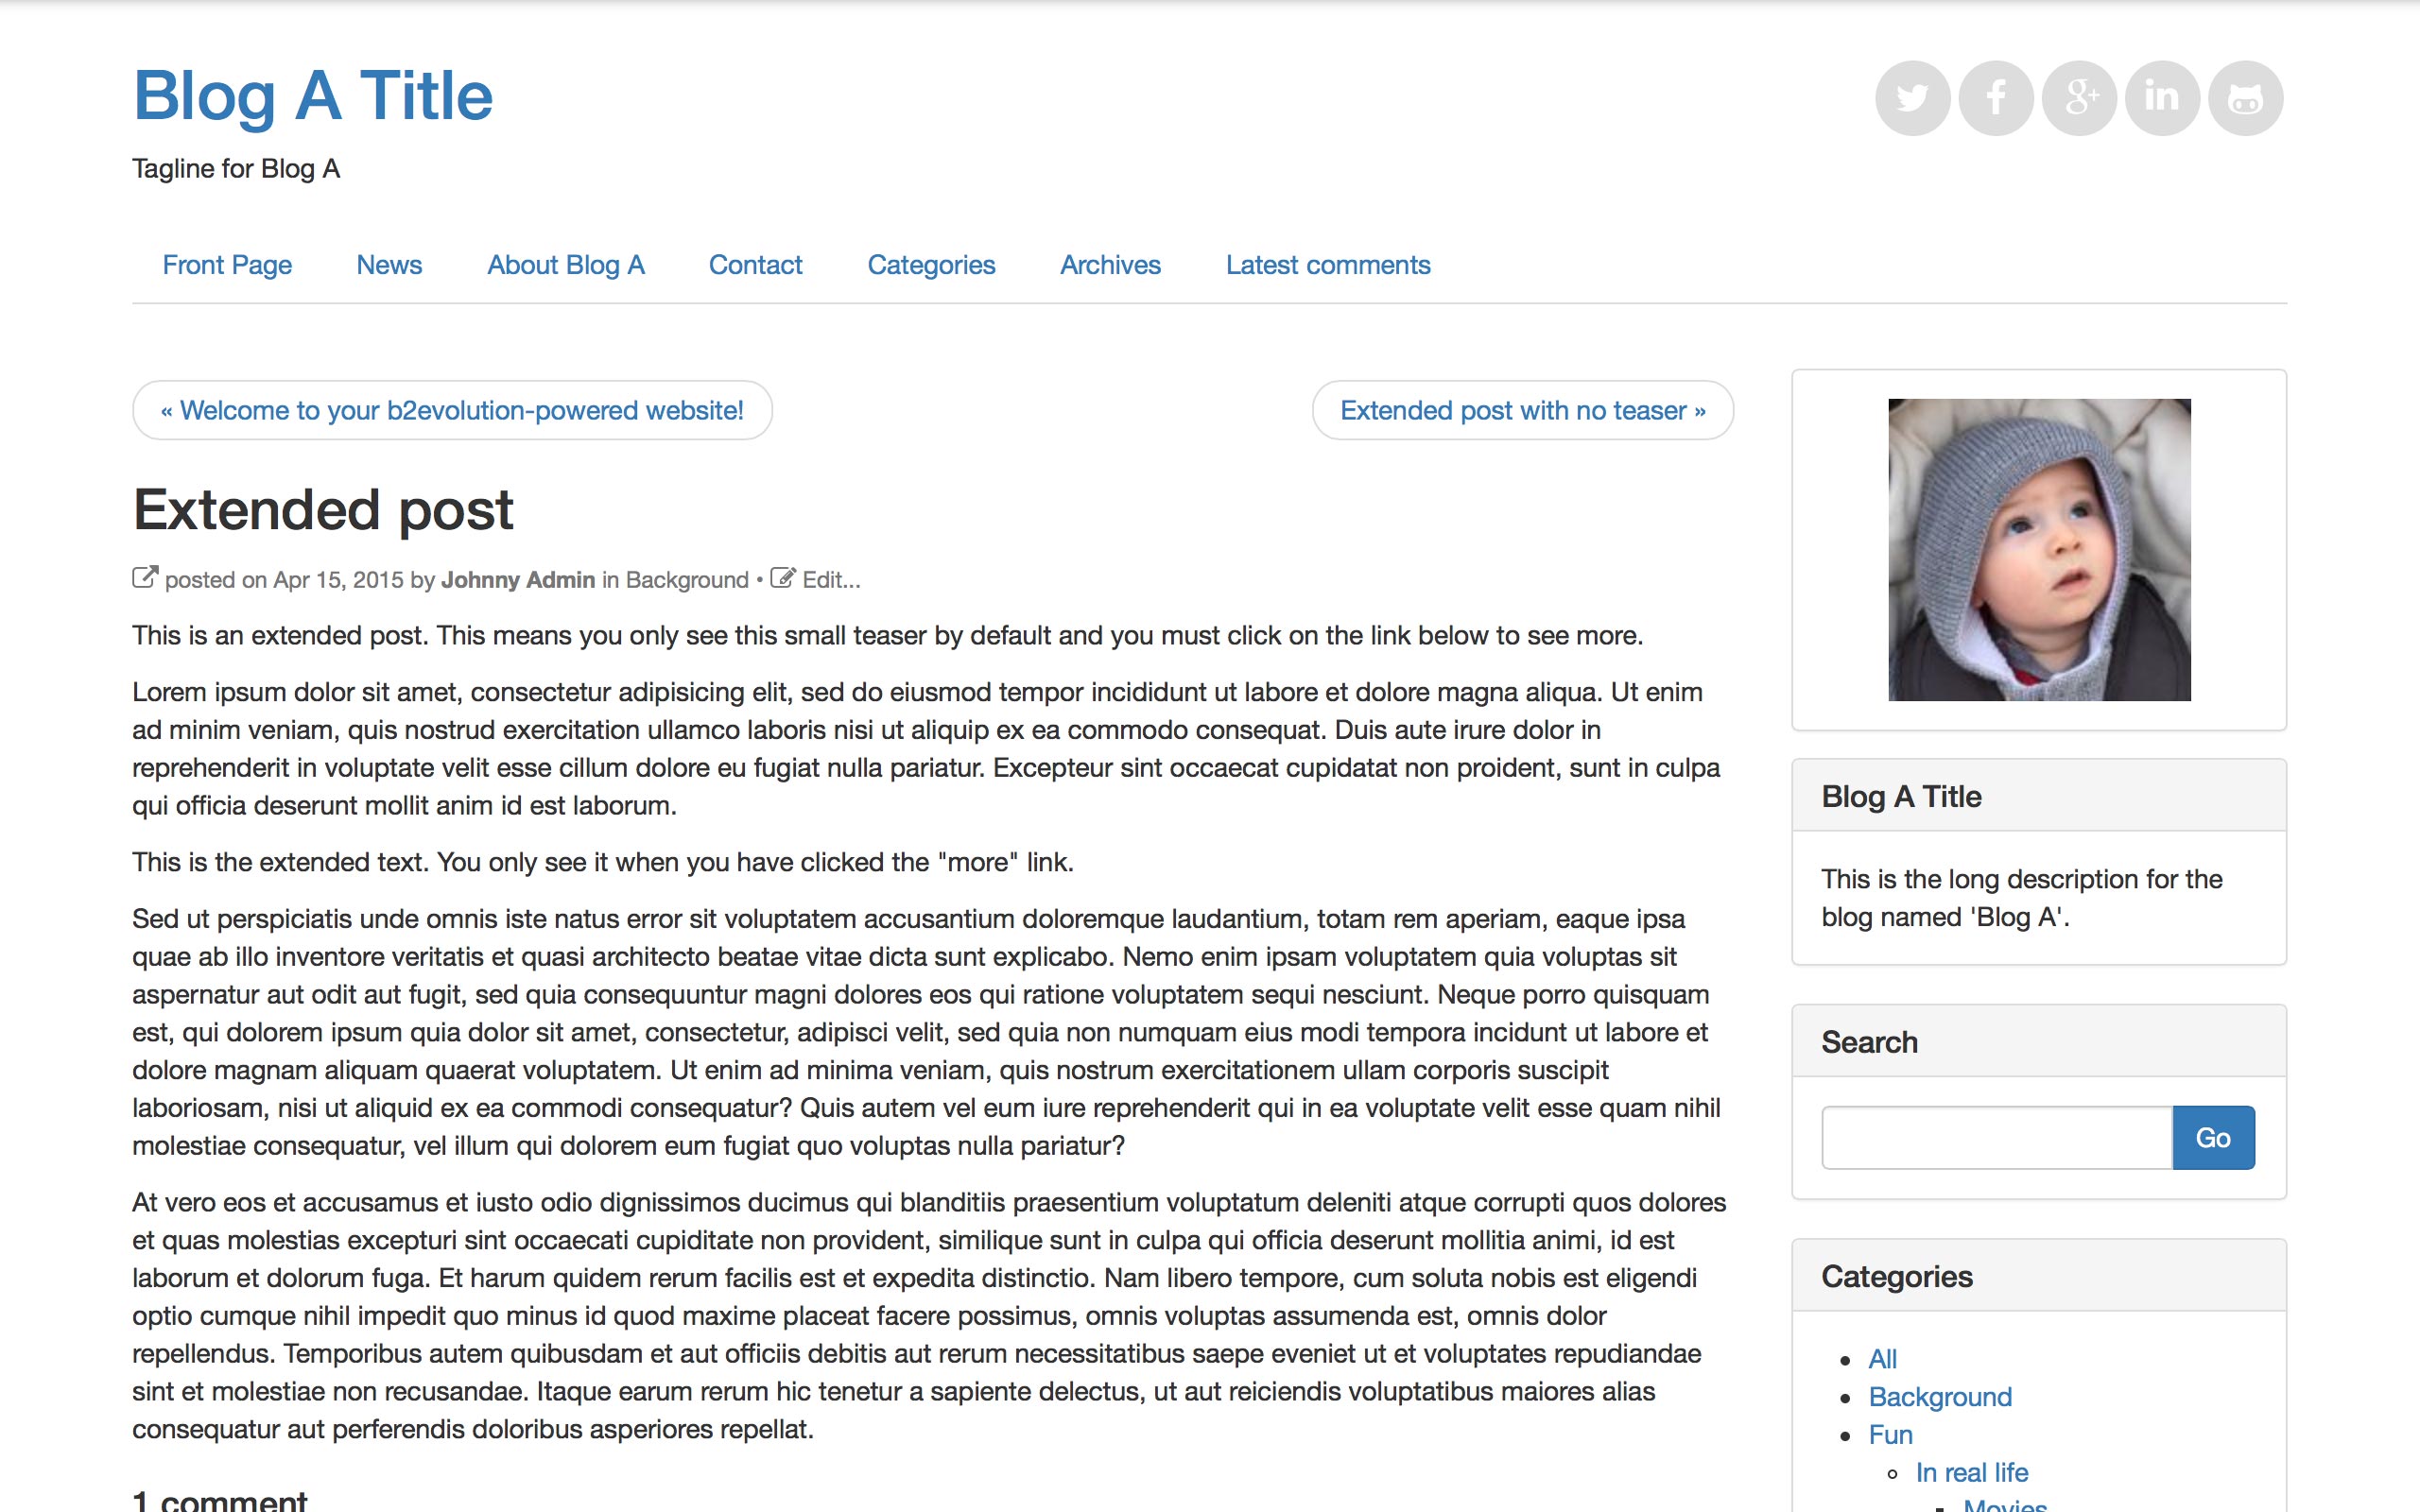 Blog A Title
Tagline for Blog A
Front Page News About Blog A Contact Categories Archives Latest comments
« Welcome to your b2evolution-powered website!
Extended post with no teaser »
Extended post
posted on Apr 15, 2015 by Johnny Admin in Background • Edit...
This is an extended post. This means you only see this small teaser by default and you must click on the link below to see more.
Lorem ipsum dolor sit amet, consectetur adipisicing elit, sed do eiusmod tempor incididunt ut labore et dolore magna aliqua. Ut enim
ad minim veniam, quis nostrud exercitation ullamco laboris nisi ut aliquip ex ea commodo consequat. Duis aute irure dolor in
reprehenderit in voluptate velit esse cillum dolore eu fugiat nulla pariatur. Excepteur sint occaecat cupidatat non proident, sunt in culpa
qui officia deserunt mollit anim id est laborum.
This is the extended text. You only see it when you have clicked the "more" link.
Sed ut perspiciatis unde omnis iste natus error sit voluptatem accusantium doloremque laudantium, totam rem aperiam, eaque ipsa
quae ab illo inventore veritatis et quasi architecto beatae vitae dicta sunt explicabo. Nemo enim ipsam voluptatem quia voluptas sit
aspernatur aut odit aut fugit, sed quia consequuntur magni dolores eos qui ratione voluptatem sequi nesciunt. Neque porro quisquam
est, qui dolorem ipsum quia dolor sit amet, consectetur, adipisci velit, sed quia non numquam eius modi tempora incidunt ut labore et
dolore magnam aliquam quaerat voluptatem. Ut enim ad minima veniam, quis nostrum exercitationem ullam corporis suscipit
laboriosam, nisi ut aliquid ex ea commodi consequatur? Quis autem vel eum iure reprehenderit qui in ea voluptate velit esse quam nihil
molestiae consequatur, vel illum qui dolorem eum fugiat quo voluptas nulla pariatur?
At vero eos et accusamus et iusto odio dignissimos ducimus qui blanditiis praesentium voluptatum deleniti atque corrupti quos dolores
et quas molestias excepturi sint occaecati cupiditate non provident, similique sunt in culpa qui officia deserunt mollitia animi, id est
laborum et dolorum fuga. Et harum quidem rerum facilis est et expedita distinctio. Nam libero tempore, cum soluta nobis est eligendi
optio cumque nihil impedit quo minus id quod maxime placeat facere possimus, omnis voluptas assumenda est, omnis dolor
repellendus. Temporibus autem quibusdam et aut officiis debitis aut rerum necessitatibus saepe eveniet ut et voluptates repudiandae
sint et molestiae non recusandae. Itaque earum rerum hic tenetur a sapiente delectus, ut aut reiciendis voluptatibus maiores alias
consequatur aut perferendis doloribus asperiores repellat.
1 comment
Blog A Title
This is the long description for the
blog named 'Blog A'.
Search
Go
Categories
All
Background
Fun
In real life
Movies